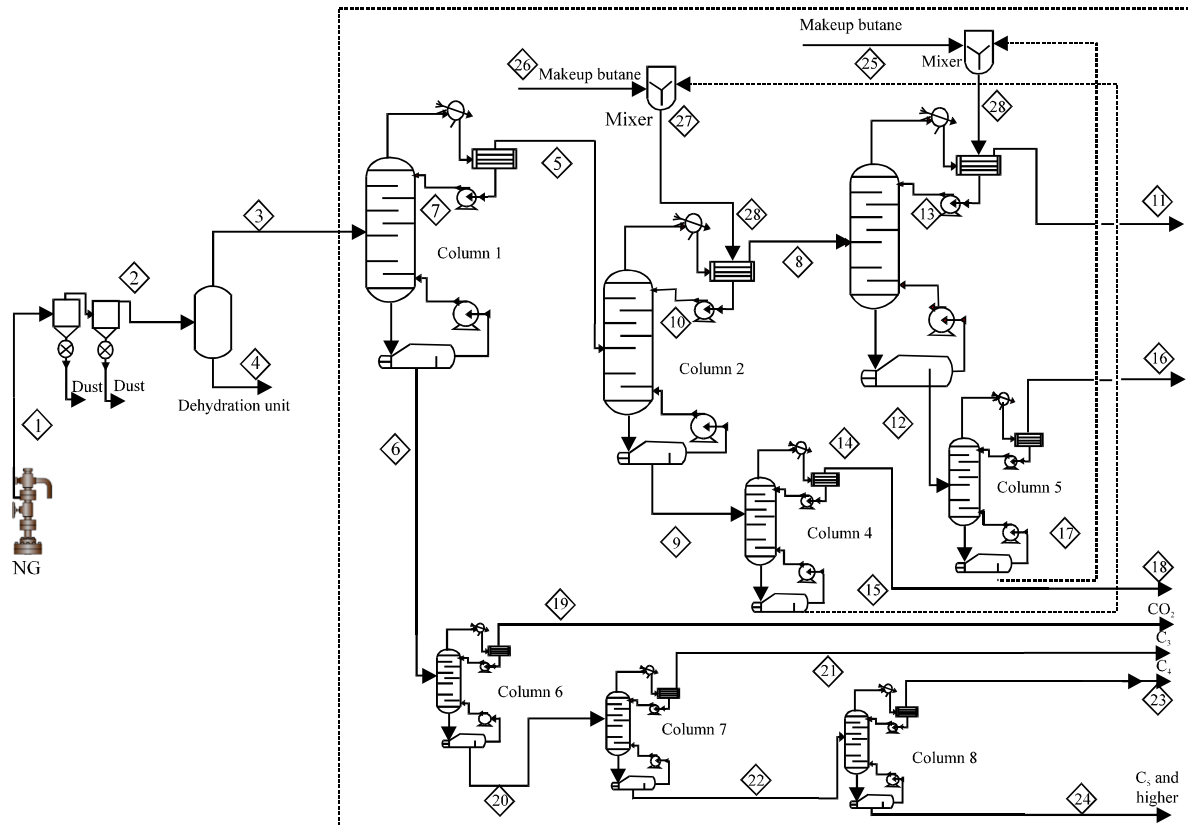 Makeup butane
25
Mixer
26
Makeup butane
Mixer
27
28
5
3
7
13
11
Column 1
28
8
2
10
Column 2
4
Dust
Dust
Dehydration unit
16
1
12
6
14
Column 5
9
Column 4
17
NG
15
18
19
CO₂
C₃
21
C₄
Column 6
23
Column 7
Column 8
22
20
24
C₅ and
higher